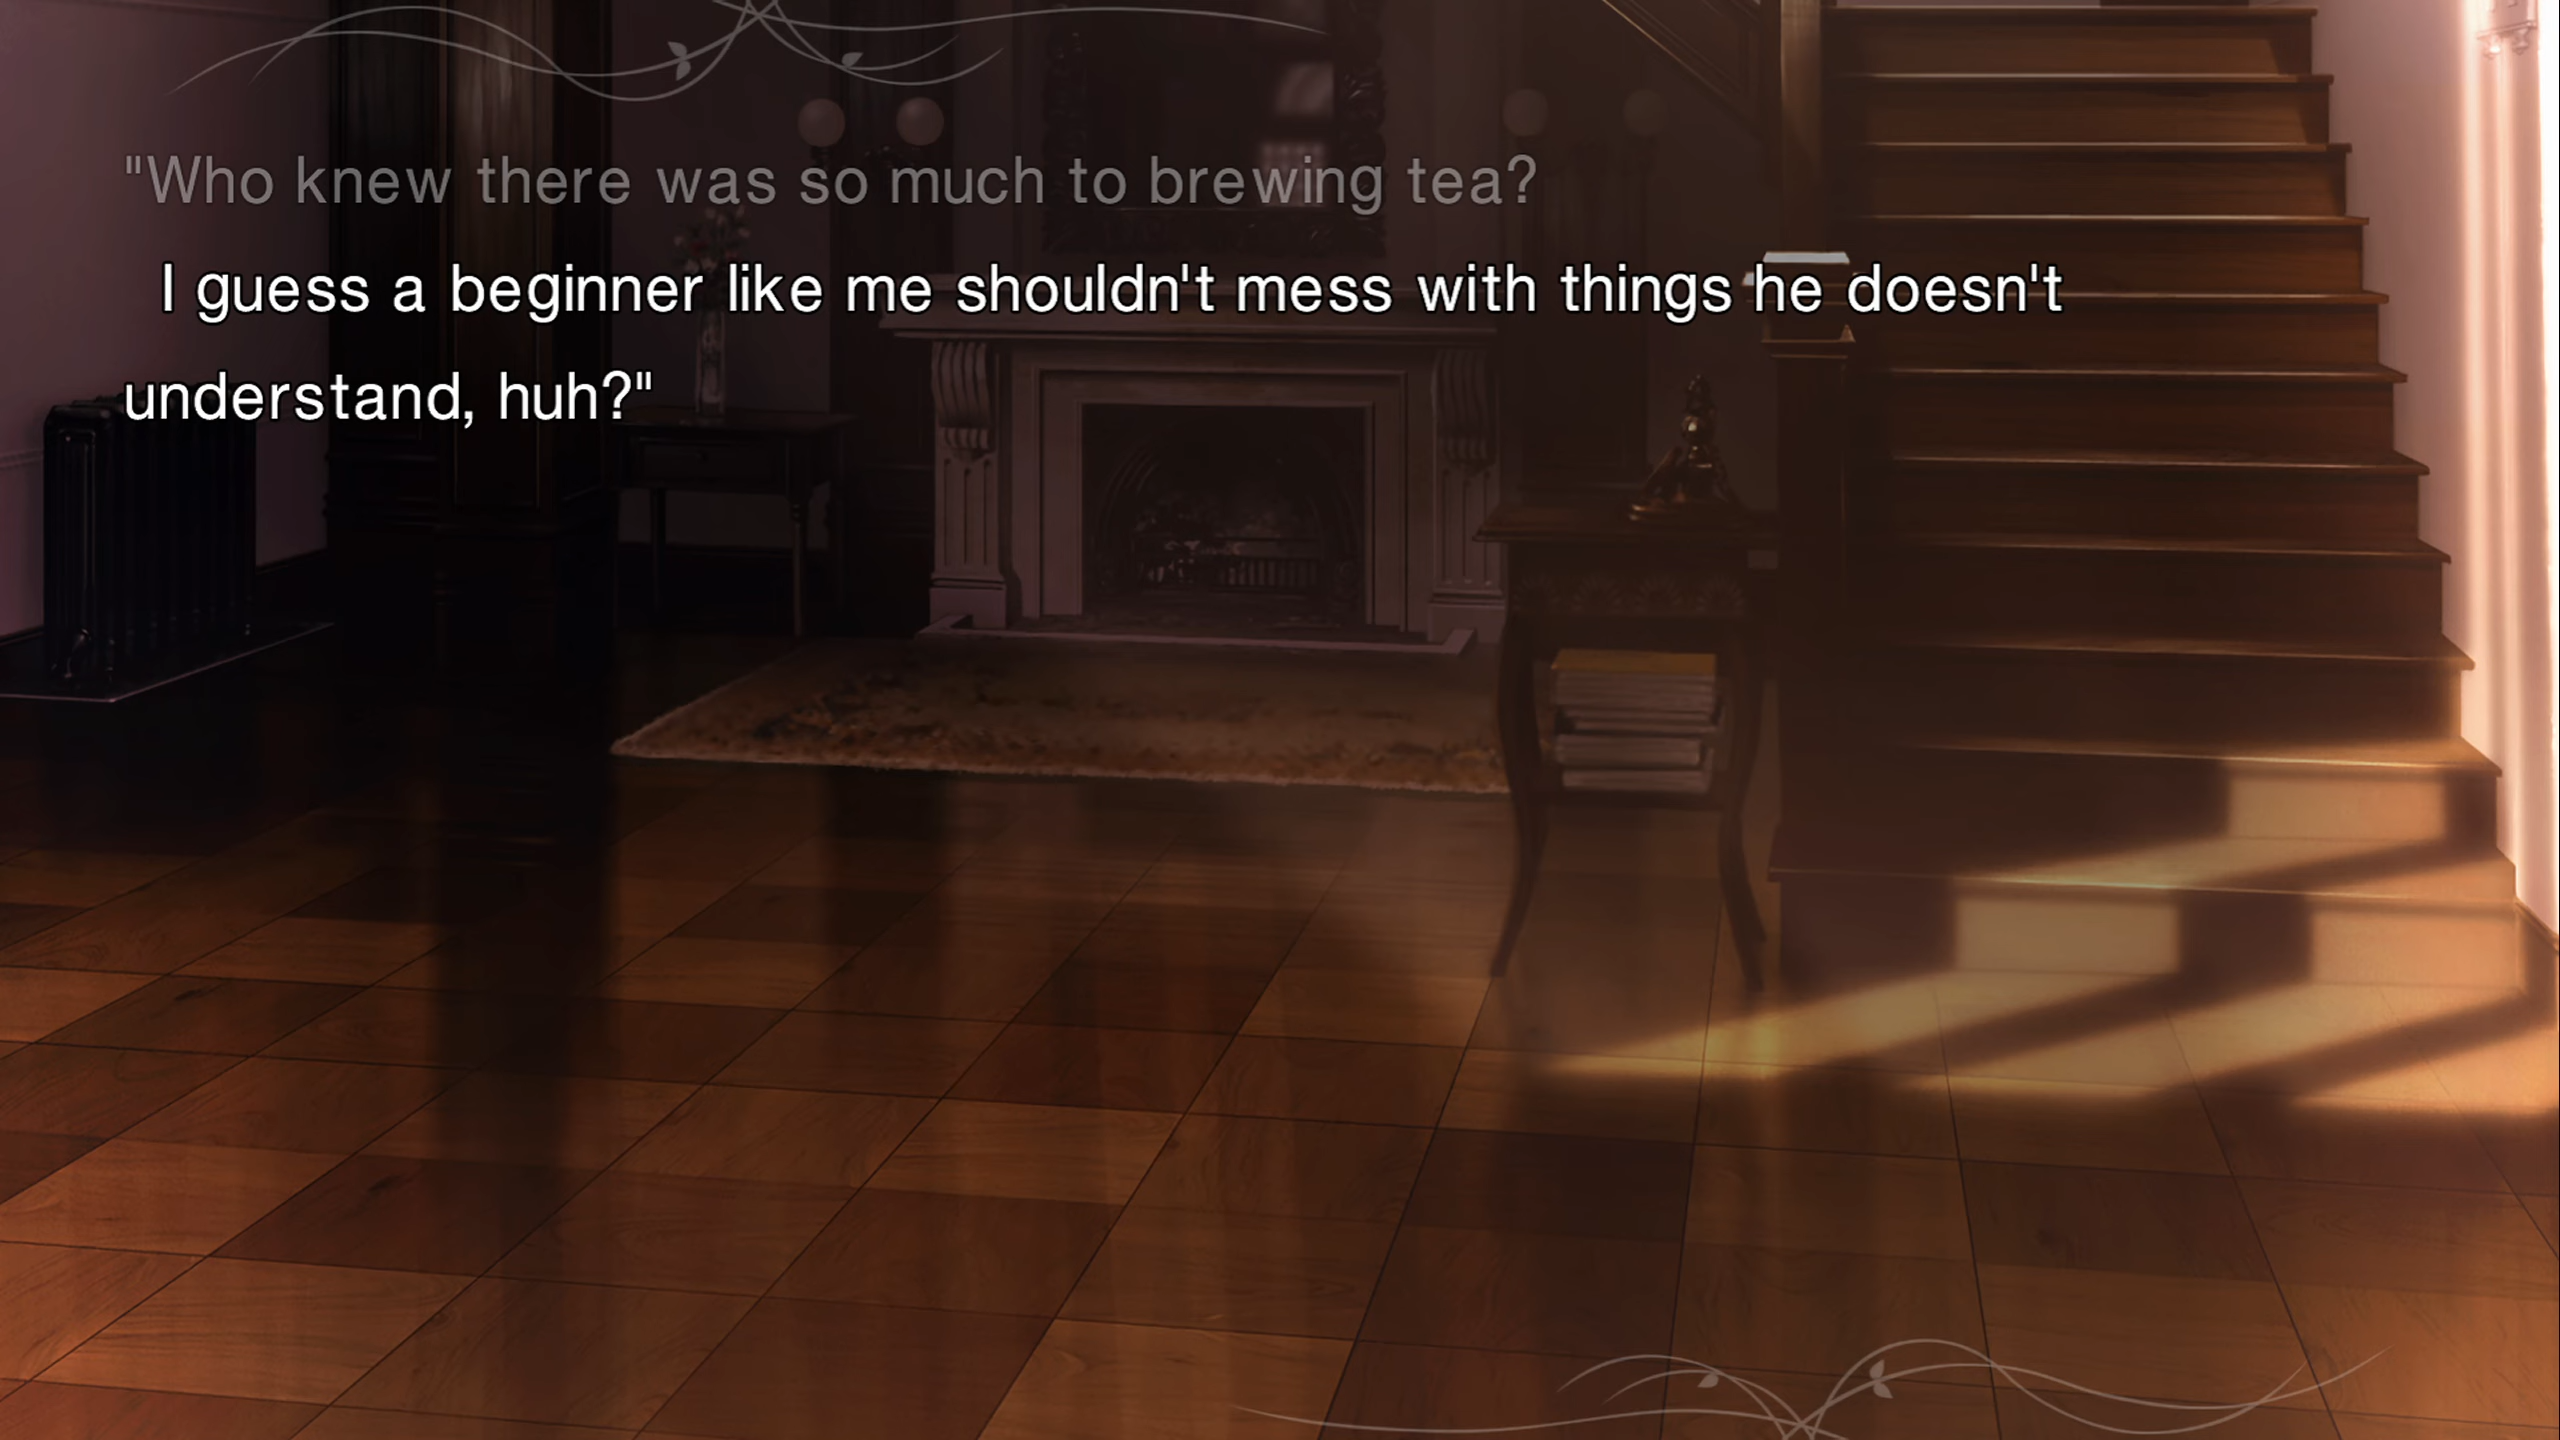 "Who knew there was so much to brewing tea?
I guess a beginner like me shouldn't mess with things he doesn't
understand, huh?"